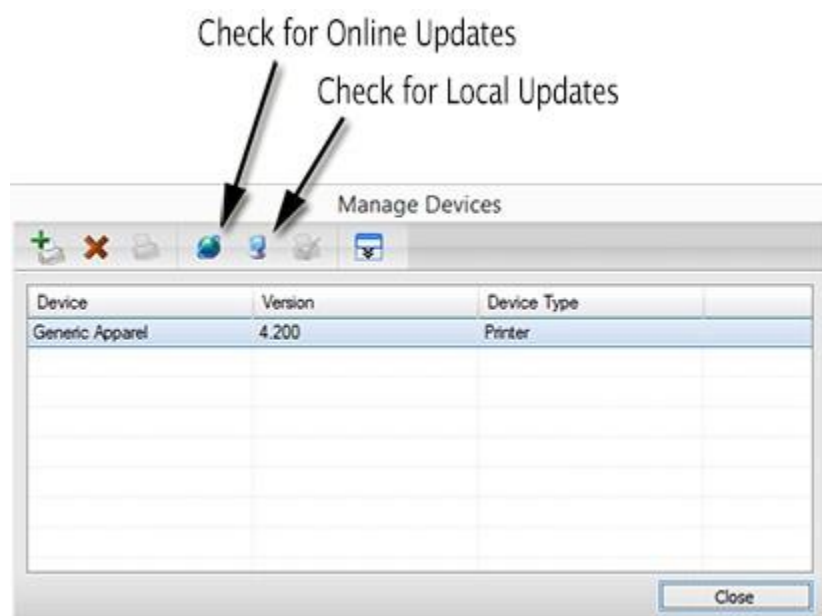 Check for Online Updates
Check for Local Updates
Manage Devices
Device Version Device Type
Generic Apparel 4.200 Printer
Close